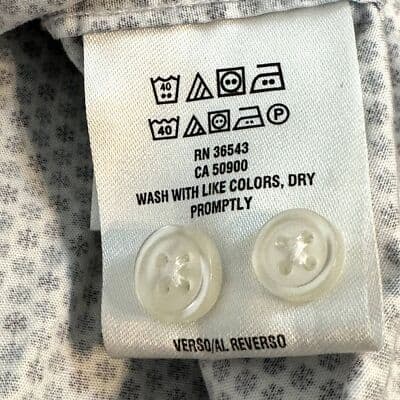 40
40 P
RN 36543
CA 50900
WASH WITH LIKE COLORS, DRY
PROMPTLY
VERSO/AL REVERSO